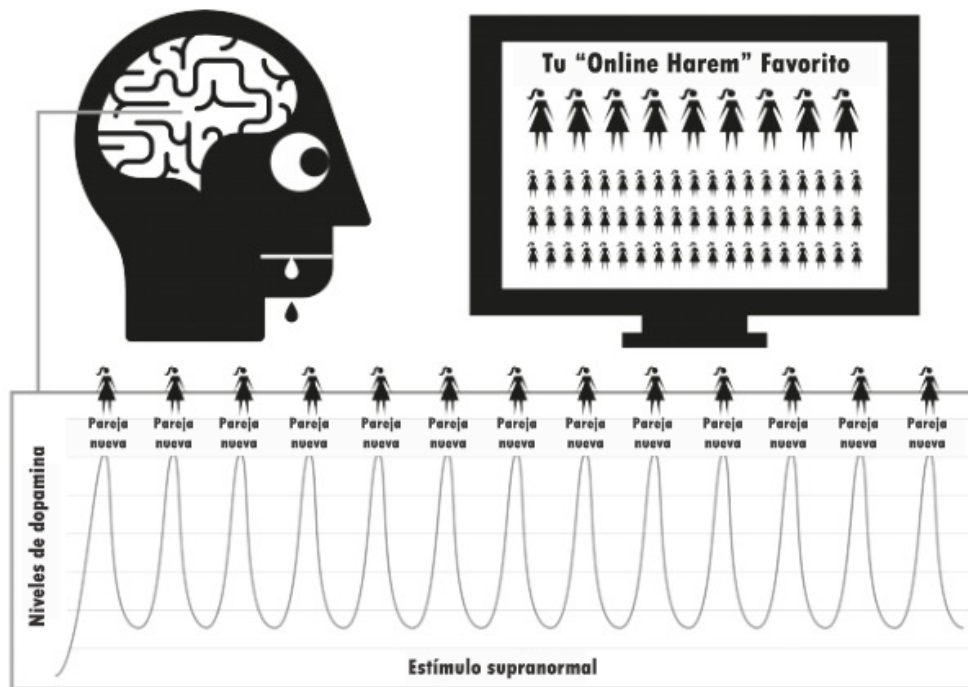 Tu “Online Harem” Favorito
Pareja nueva Pareja nueva Pareja nueva Pareja nueva Pareja nueva Pareja nueva Pareja nueva Pareja nueva Pareja nueva Pareja nueva Pareja nueva Pareja nueva Pareja nueva
Niveles de dopamina
Estímulo supranormal